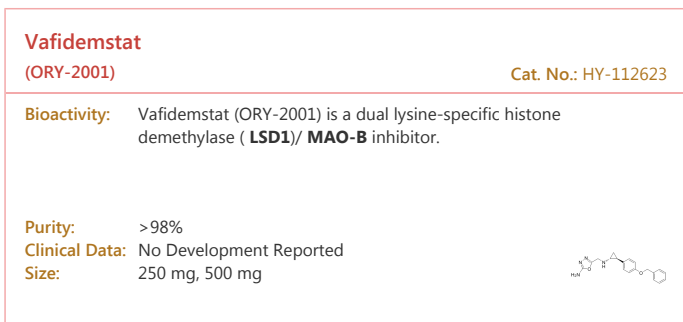 Vafidemstat
(ORY-2001) Cat. No.: HY-112623
Bioactivity: Vafidemstat (ORY-2001) is a dual lysine-specific histone
demethylase ( LSD1)/ MAO-B inhibitor.
Purity: >98%
Clinical Data: No Development Reported
Size: 250 mg, 500 mg
H₂N
N N
O
N
H
O